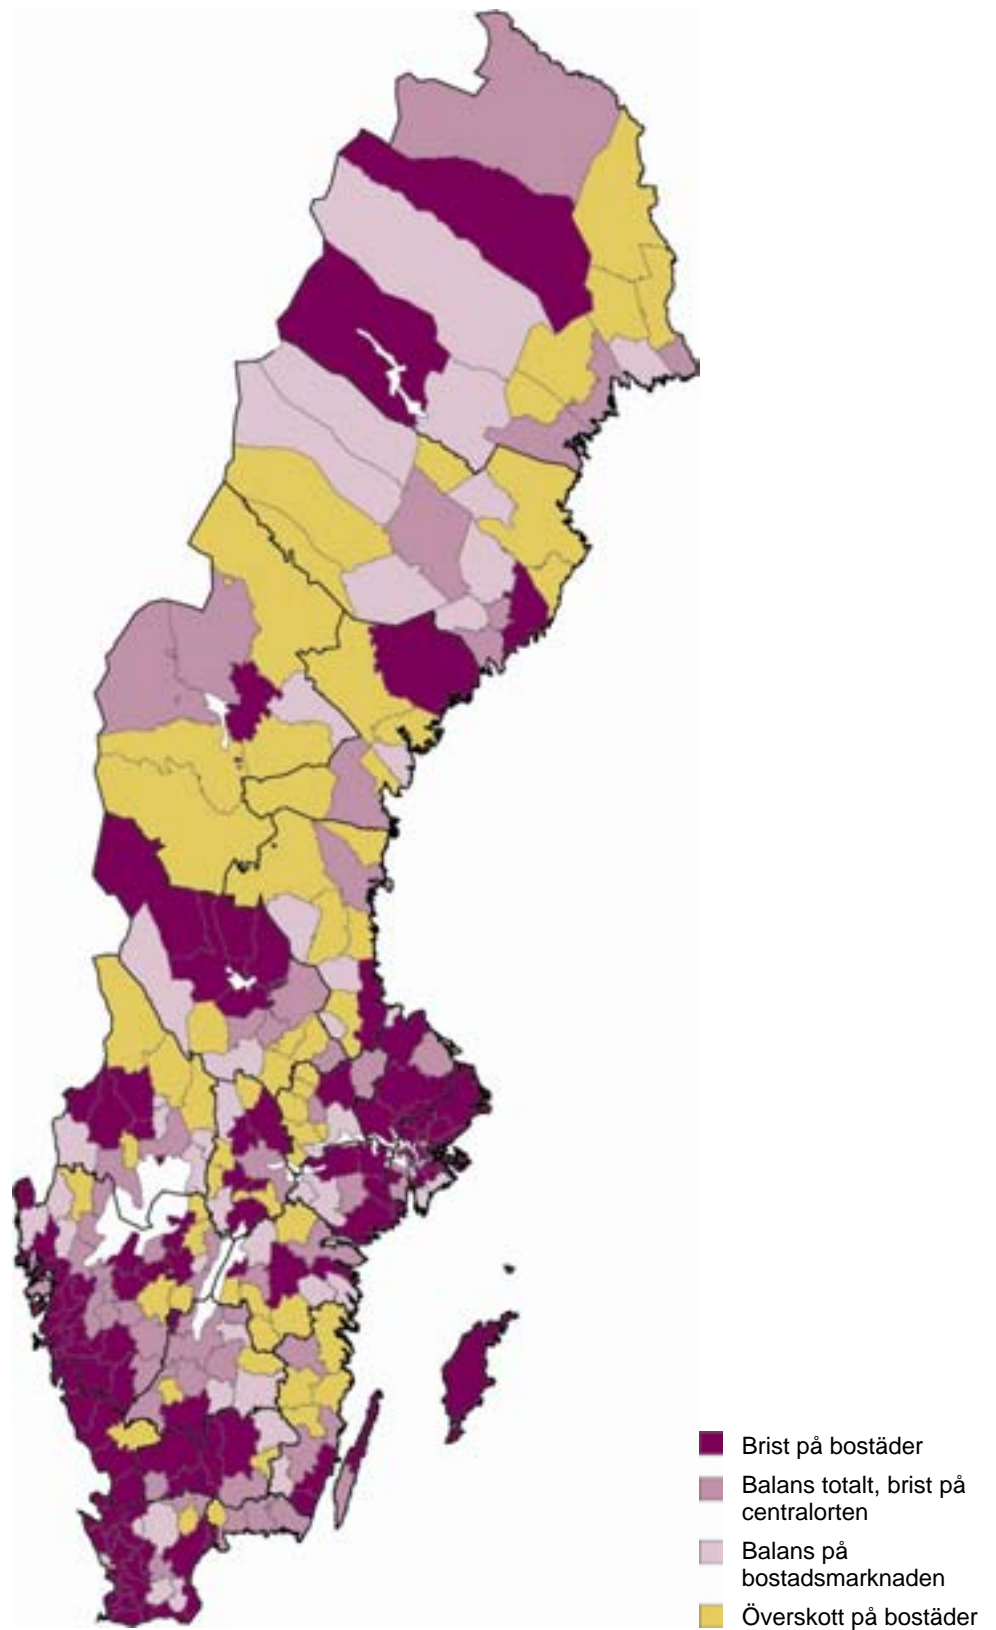 Brist på bostäder
Balans totalt, brist på
centralorten
Balans på
bostadsmarknaden
Överskott på bostäder